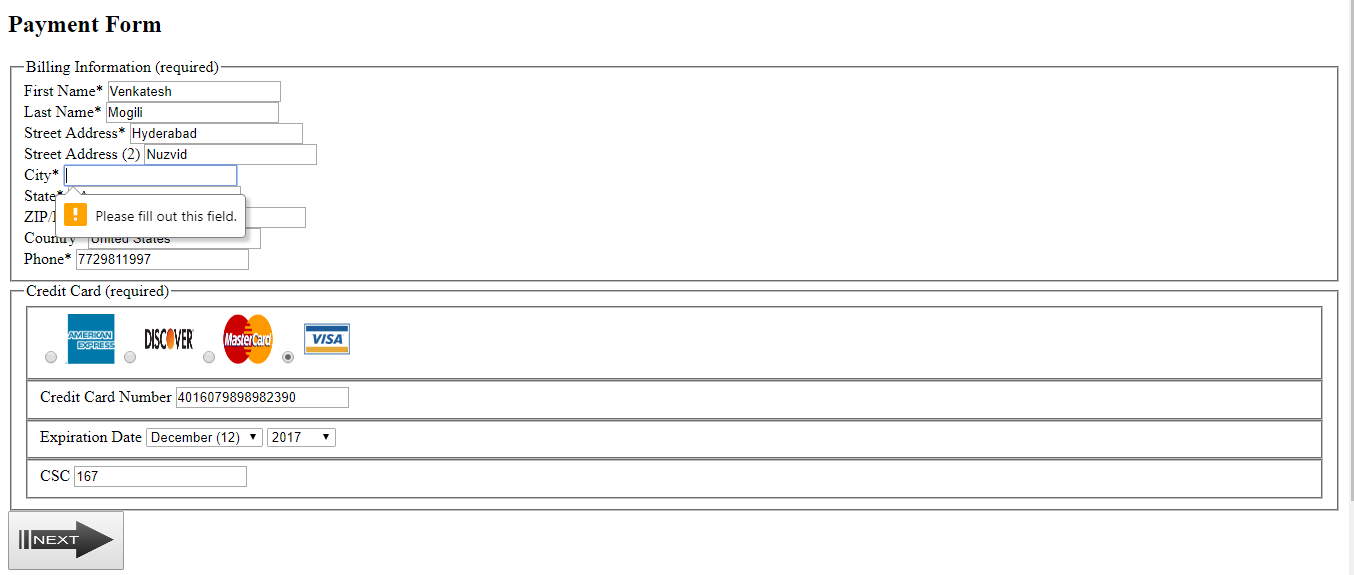 Payment Form
Billing Information (required)
First Name* Venkatesh
Last Name* Mogili
Street Address* Hyderabad
Street Address (2) Nuzvid
City*
State*
Please fill out this field.
Country United States
Phone* 7729811997
Credit Card (required)
AMERICAN EXPRESS DISCOVER MasterCard VISA
Credit Card Number 4016079898982390
Expiration Date December (12) 2017
CSC 167
NEXT